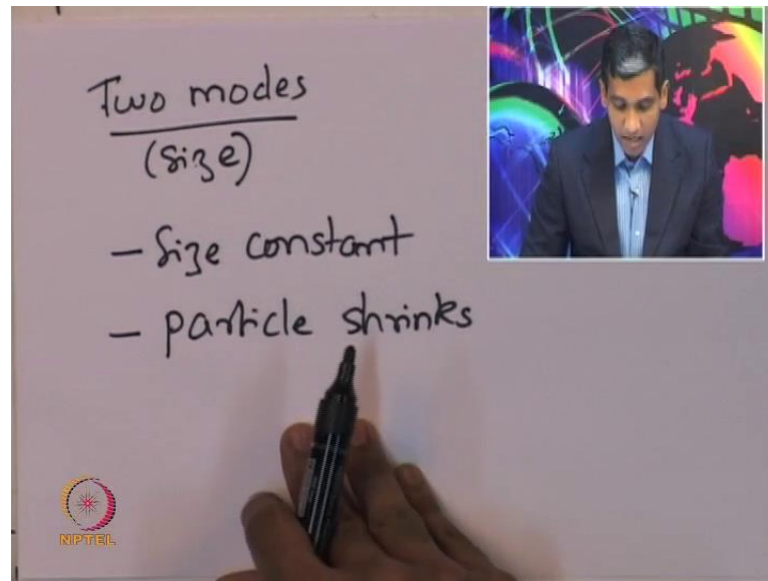 Two modes
(Size)
- Size constant
- particle shrinks
NPTEL